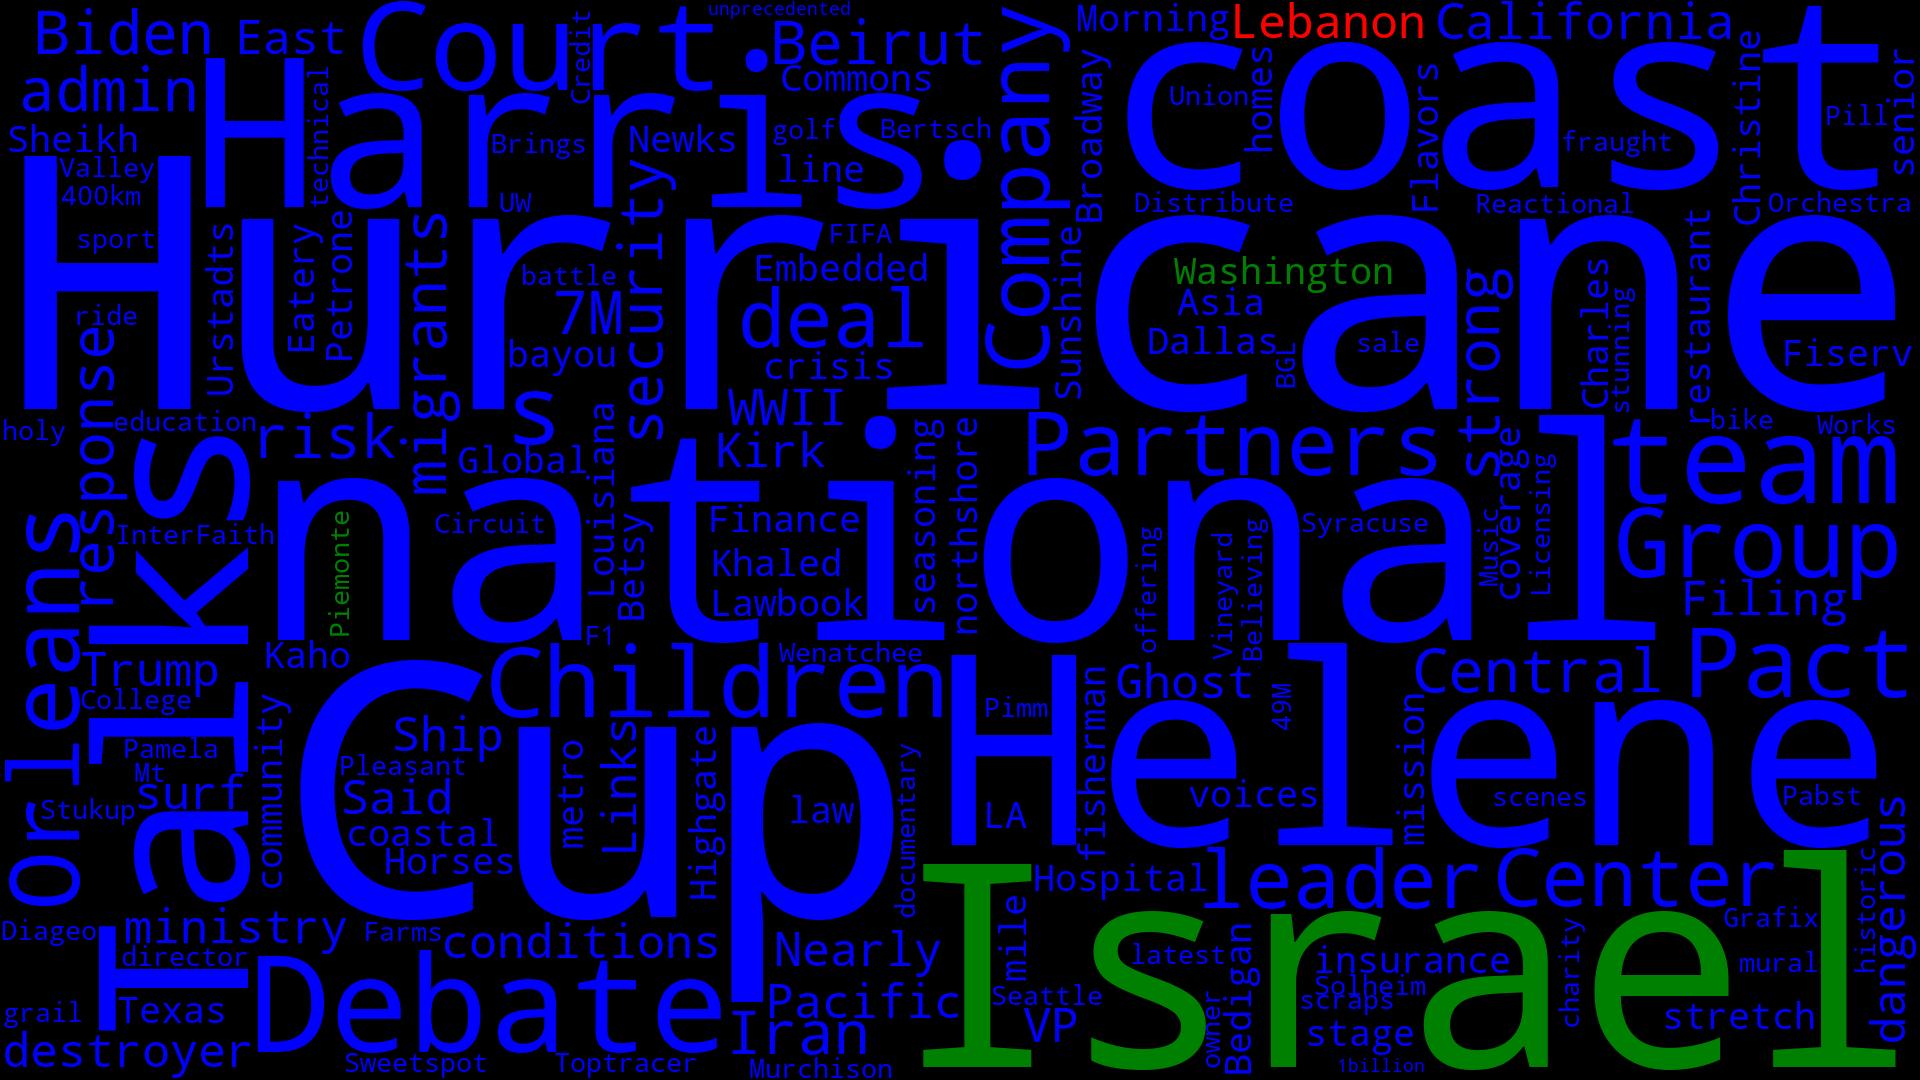 Biden
East
Court
Credit
unprecedented
Beirut
Morning
Lebanon
California
admin
Harris
Commons
Company
coast
Sheikh
technical
Brings
Newks
golf
Bertsch
line
Broadway
Union
homes
Flavors
fraught
Christine
Pill
senior
Valley
400km
UW
Distribute
Reactional
Orchestra
Hurricane
sport
Urstadts
Eatery
Petrone
migrants
security
battle
FIFA
Embedded
Sunshine
Washington
Asia
Dallas
BGL
sale
strong
Charles
stunning
restaurant
Fiserv
ride
7M
bayou
deal
crisis
holy
education
response
risk
s
WWII
Kirk
Global
Louisiana
Betsy
seasoning
northshore
Partners
bike
Works
team
Group
Filing
Talks
national
InterFaith
Piemonte
Circuit
Finance
Khaled
Lawbook
offering
Vineyard
Believing
Syracuse
Music
coverage
Licensing
Orleans
Trump
College
Kaho
F1
Wenatchee
Children
Helene
Pimm
fisherman
Ghost
49M
Central
Pact
Pamela
Mt
Stukup
surf
community
Cup
Ship
Pleasant
Said
coastal
Horses
metro
Links
Highgate
law
documentary
LA
voices
mission
scenes
Pabst
Diageo
ministry
director
Farms
conditions
Nearly
Israel
Hospital
leader
Center
Grafix
historic
dangerous
grail
Texas
destroyer
Debate
Pacific
Iran
mile
Seattle
VP
latest
owner
Bedigan
insurance
Solheim
scraps
stage
charity
mural
stretch
Sweetspot
Toptracer
Murchison
1billion